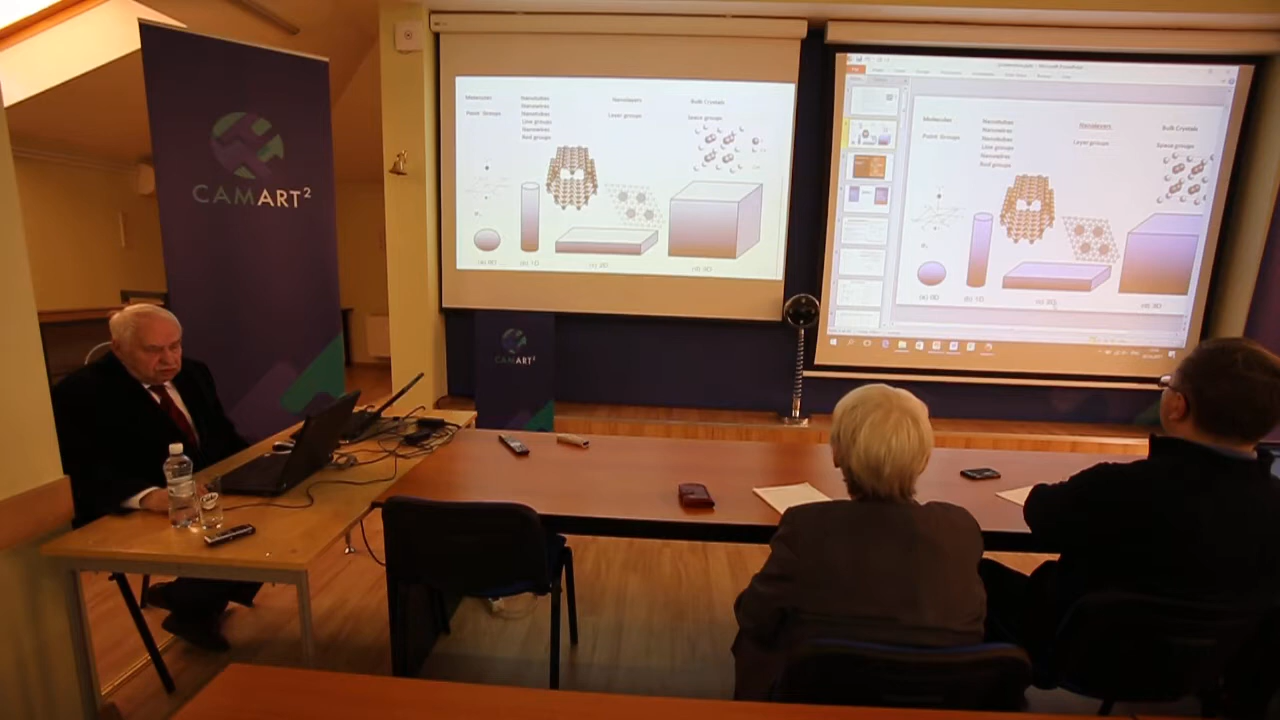 CAMART²
CAMART²
Molecules
Point Groups
Nanotubes
Nanowires
Nanotubes
Line groups
Nanowires
Rod groups
Nanolayers
Layer groups
Bulk Crystals
Space groups
(a) 0D
(b) 1D
(c) 2D
(d) 3D
Molecules
Point Groups
Nanotubes
Nanowires
Nanotubes
Line groups
Nanowires
Rod groups
Nanolayers
Layer groups
Bulk Crystals
Space groups
(a) 0D
(b) 1D
(c) 2D
(d) 3D